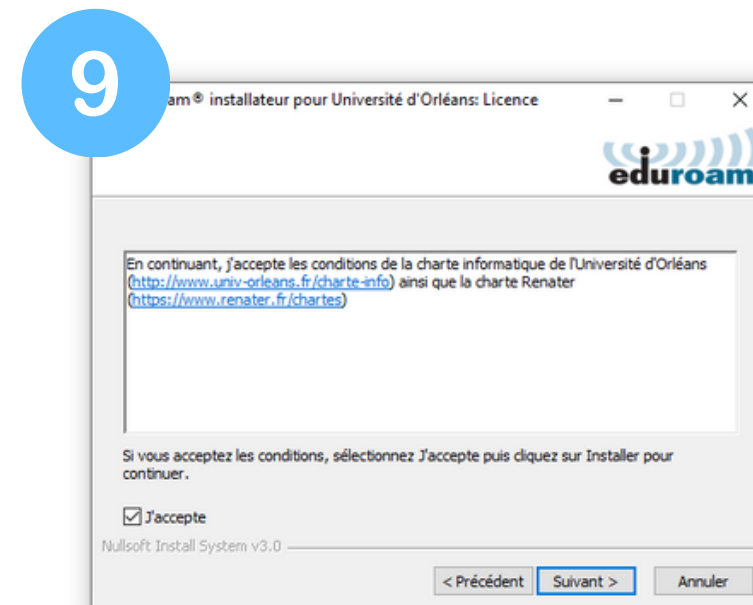 9
am® installateur pour Université d'Orléans: Licence
eduroam
En continuant, j'accepte les conditions de la charte informatique de l'Université d'Orléans
(http://www.univ-orleans.fr/charte-info) ainsi que la charte Renater
(https://www.renater.fr/chartes)
Si vous acceptez les conditions, sélectionnez J'accepte puis cliquez sur Installer pour
continuer.
J'accepte
Nullsoft Install System v3.0
< Précédent Suivant > Annuler